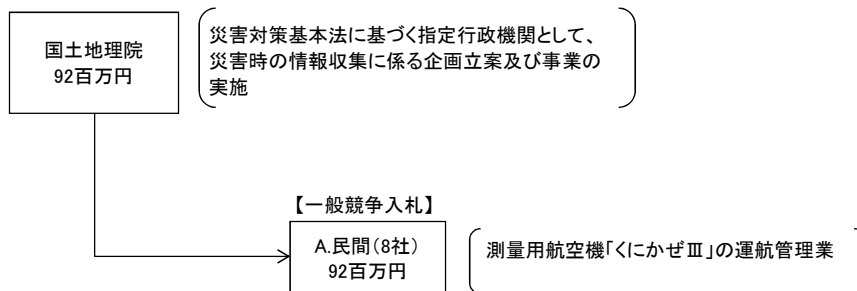 国土地理院
92百万円
災害対策基本法に基づく指定行政機関として、
災害時の情報収集に係る企画立案及び事業の
実施
【一般競争入札】
A.民間(8社)
92百万円
測量用航空機「くにかぜⅢ」の運航管理業